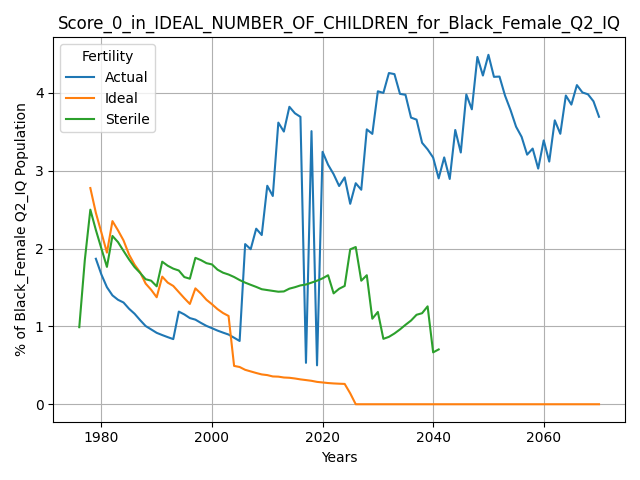 Score_0_in_IDEAL_NUMBER_OF_CHILDREN_for_Black_Female_Q2_IQ
Fertility
Actual
Ideal
Sterile
% of Black_Female Q2_IQ Population
4
3
2
1
0
1980
2000
2020
2040
2060
Years